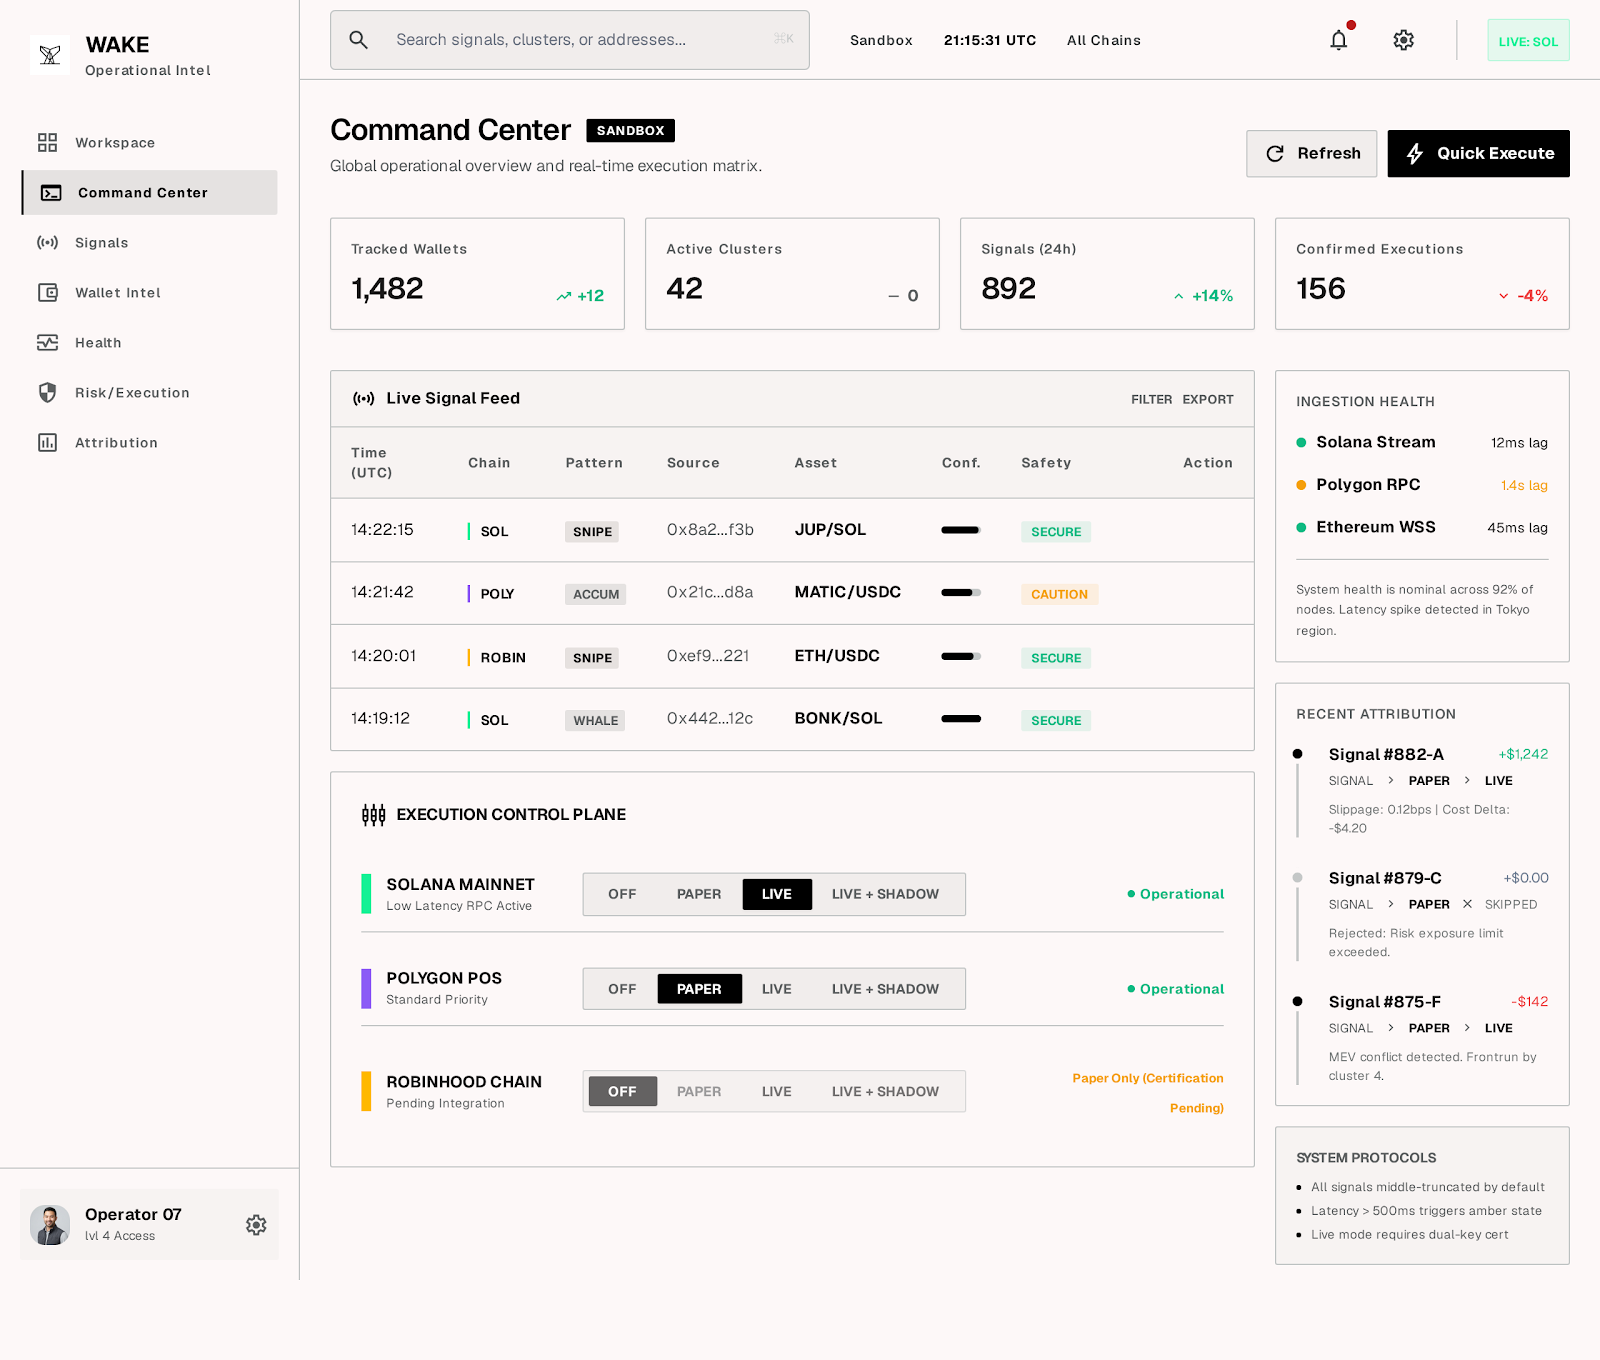 WAKE
Operational Intel
Workspace
Command Center
Signals
Wallet Intel
Health
Risk/Execution
Attribution
Operator 07
lvl 4 Access
Search signals, clusters, or addresses...
⌘K
Sandbox
21:15:31 UTC
All Chains
LIVE: SOL
Command Center
SANDBOX
Global operational overview and real-time execution matrix.
Refresh
Quick Execute
Tracked Wallets
1,482
+12
Active Clusters
42
– 0
Signals (24h)
892
+14%
Confirmed Executions
156
-4%
Live Signal Feed
FILTER EXPORT
Time (UTC) Chain Pattern Source Asset Conf. Safety Action
14:22:15 SOL SNIPE 0x8a2...f3b JUP/SOL SECURE
14:21:42 POLY ACCUM 0x21c...d8a MATIC/USDC CAUTION
14:20:01 ROBIN SNIPE 0xef9...221 ETH/USDC SECURE
14:19:12 SOL WHALE 0x442...12c BONK/SOL SECURE
EXECUTION CONTROL PLANE
SOLANA MAINNET
Low Latency RPC Active
OFF PAPER LIVE LIVE + SHADOW
Operational
POLYGON POS
Standard Priority
OFF PAPER LIVE LIVE + SHADOW
Operational
ROBINHOOD CHAIN
Pending Integration
OFF PAPER LIVE LIVE + SHADOW
Paper Only (Certification
Pending)
INGESTION HEALTH
Solana Stream 12ms lag
Polygon RPC 1.4s lag
Ethereum WSS 45ms lag
System health is nominal across 92% of
nodes. Latency spike detected in Tokyo
region.
RECENT ATTRIBUTION
Signal #882-A +$1,242
SIGNAL > PAPER > LIVE
Slippage: 0.12bps | Cost Delta:
-$4.20
Signal #879-C +$0.00
SIGNAL > PAPER × SKIPPED
Rejected: Risk exposure limit
exceeded.
Signal #875-F -$142
SIGNAL > PAPER > LIVE
MEV conflict detected. Frontrun by
cluster 4.
SYSTEM PROTOCOLS
• All signals middle-truncated by default
• Latency > 500ms triggers amber state
• Live mode requires dual-key cert